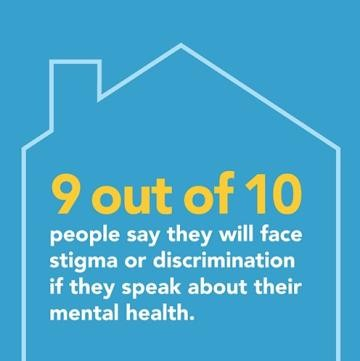 9 out of 10
people say they will face
stigma or discrimination
if they speak about their
mental health.